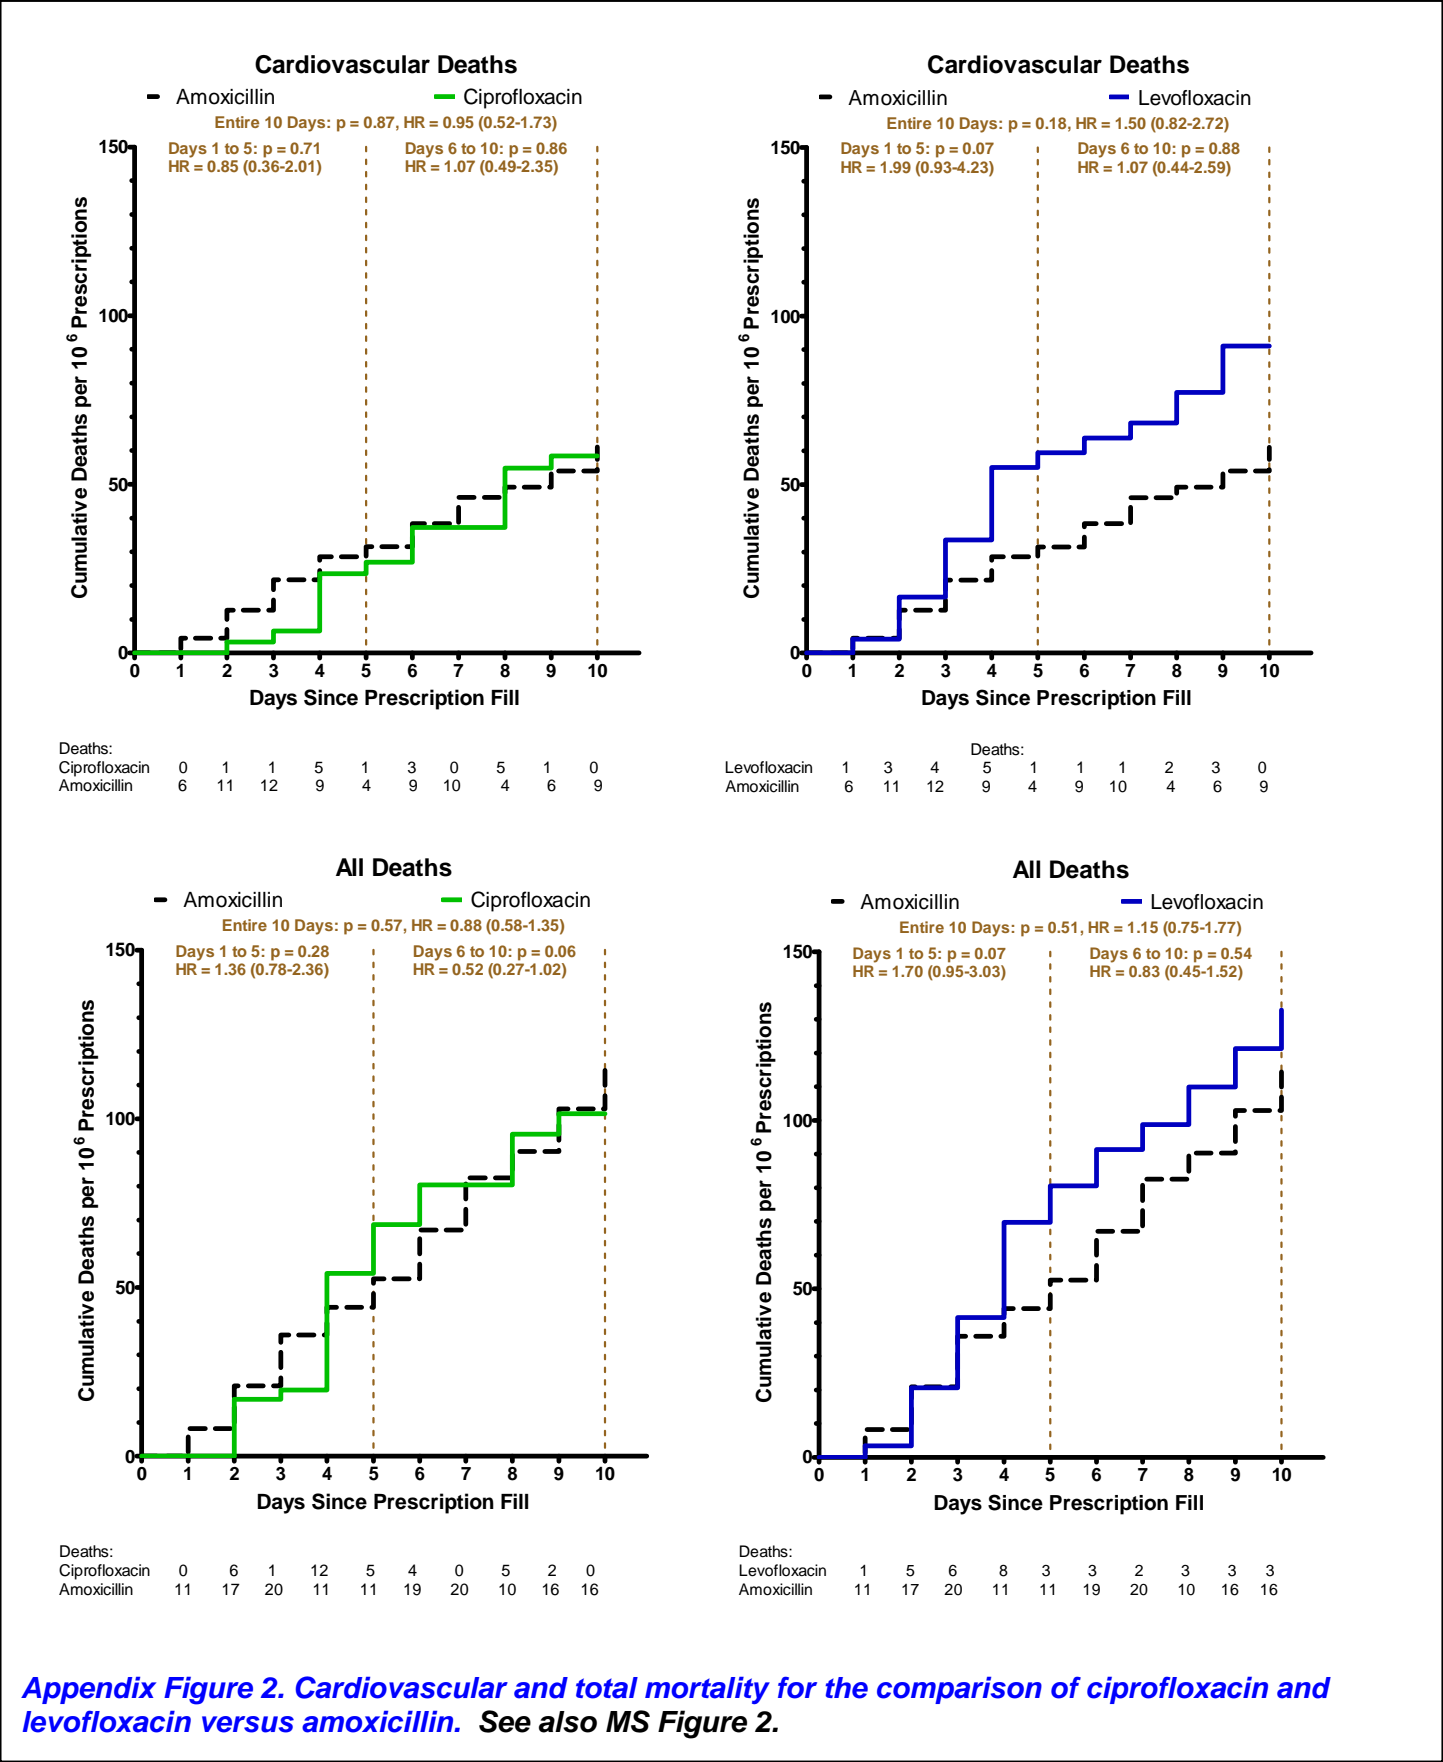 Cardiovascular Deaths
Amoxicillin Ciprofloxacin
Entire 10 Days: p = 0.87, HR = 0.95 (0.52-1.73)
Days 1 to 5: p = 0.71 Days 6 to 10: p = 0.86
HR = 0.85 (0.36-2.01) HR = 1.07 (0.49-2.35)
Cumulative Deaths per 10^6 Prescriptions
150
100
50
0
0 1 2 3 4 5 6 7 8 9 10
Days Since Prescription Fill
Deaths:
Ciprofloxacin 0 1 1 5 1 3 0 5 1 0
Amoxicillin 6 11 12 9 4 9 10 4 6 9
Cardiovascular Deaths
Amoxicillin Levofloxacin
Entire 10 Days: p = 0.18, HR = 1.50 (0.82-2.72)
Days 1 to 5: p = 0.07 Days 6 to 10: p = 0.88
HR = 1.99 (0.93-4.23) HR = 1.07 (0.44-2.59)
Cumulative Deaths per 10^6 Prescriptions
150
100
50
0
0 1 2 3 4 5 6 7 8 9 10
Days Since Prescription Fill
Deaths:
Levofloxacin 1 3 4 5 1 1 1 2 3 0
Amoxicillin 6 11 12 9 4 9 10 4 6 9
All Deaths
Amoxicillin Ciprofloxacin
Entire 10 Days: p = 0.57, HR = 0.88 (0.58-1.35)
Days 1 to 5: p = 0.28 Days 6 to 10: p = 0.06
HR = 1.36 (0.78-2.36) HR = 0.52 (0.27-1.02)
Cumulative Deaths per 10^6 Prescriptions
150
100
50
0
0 1 2 3 4 5 6 7 8 9 10
Days Since Prescription Fill
Deaths:
Ciprofloxacin 0 6 1 12 5 4 0 5 2 0
Amoxicillin 11 17 20 11 11 19 20 10 16 16
All Deaths
Amoxicillin Levofloxacin
Entire 10 Days: p = 0.51, HR = 1.15 (0.75-1.77)
Days 1 to 5: p = 0.07 Days 6 to 10: p = 0.54
HR = 1.70 (0.95-3.03) HR = 0.83 (0.45-1.52)
Cumulative Deaths per 10^6 Prescriptions
150
100
50
0
0 1 2 3 4 5 6 7 8 9 10
Days Since Prescription Fill
Deaths:
Levofloxacin 1 5 6 8 3 3 2 3 3 3
Amoxicillin 11 17 20 11 11 19 20 10 16 16
Appendix Figure 2. Cardiovascular and total mortality for the comparison of ciprofloxacin and
levofloxacin versus amoxicillin. See also MS Figure 2.